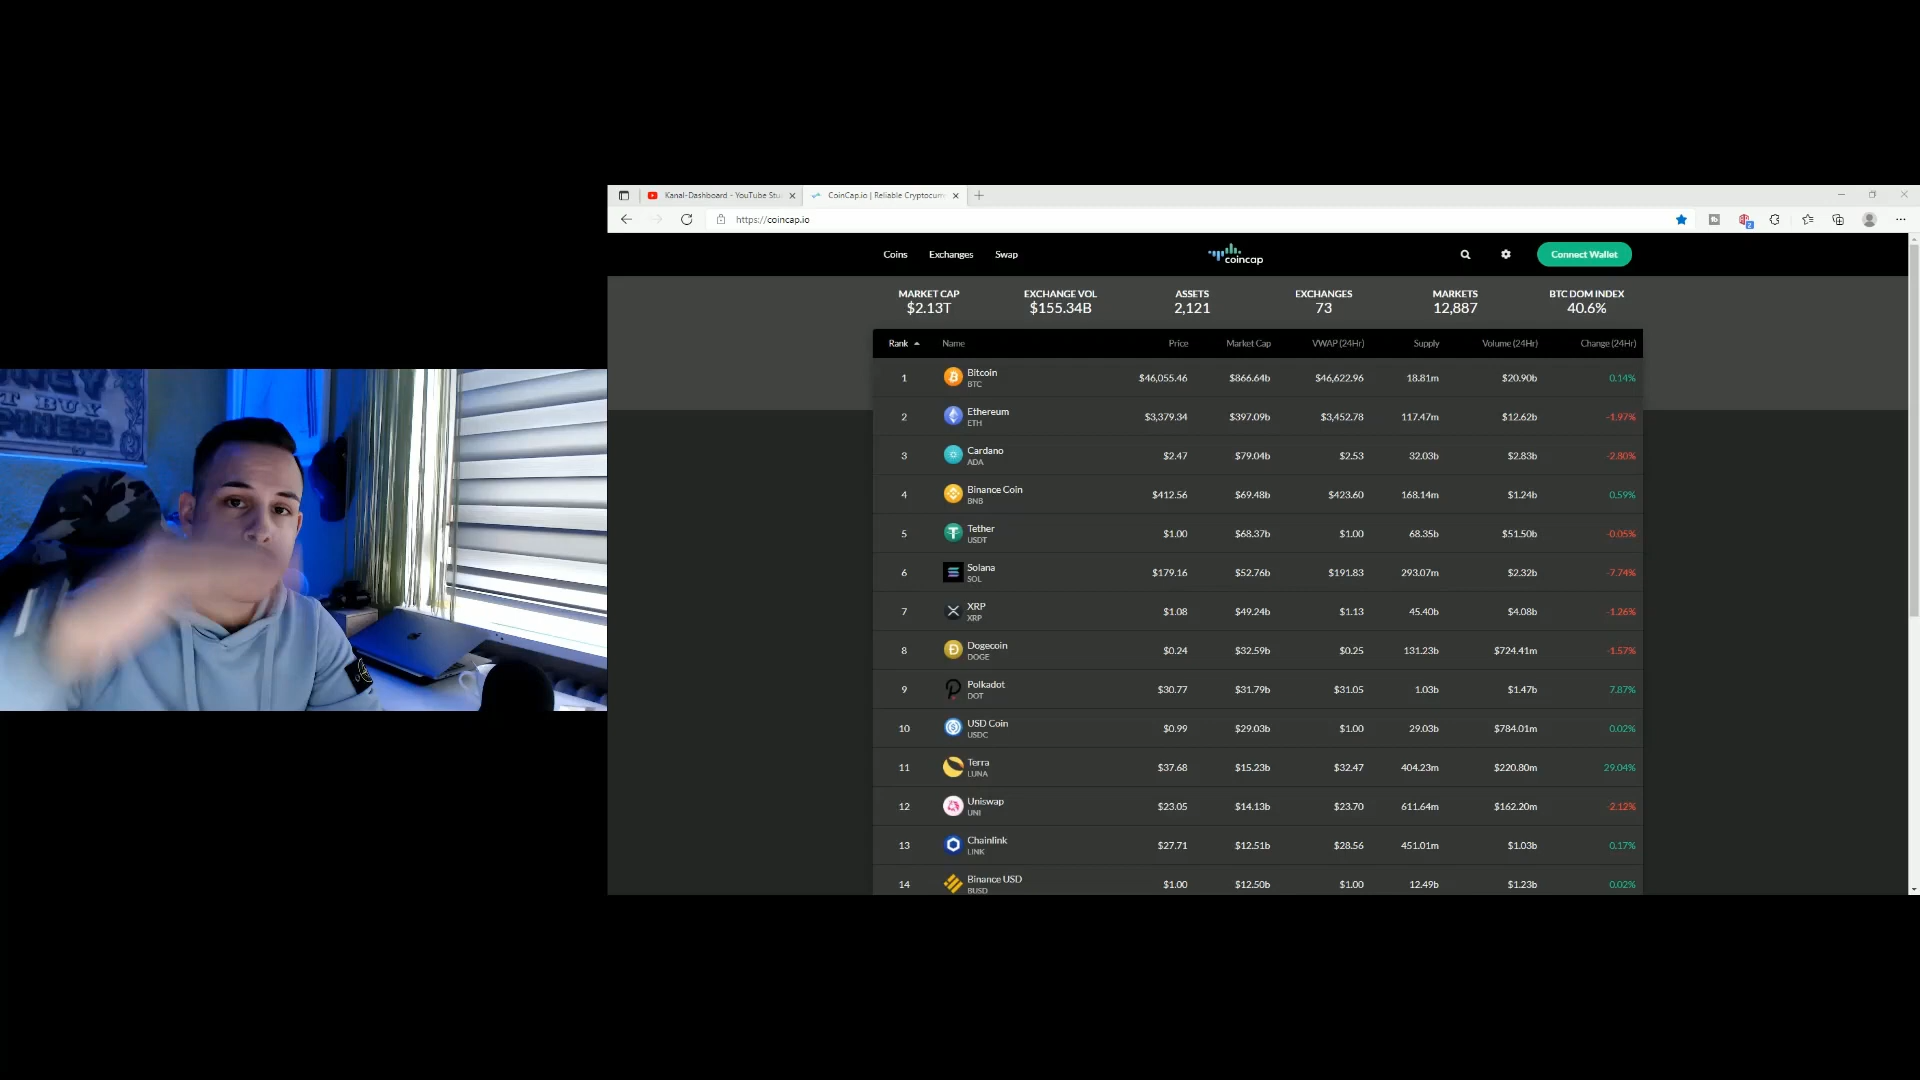 NEY
T BUY
PINESS
Kanal-Dashboard - YouTube Stu
CoinCap.io | Reliable Cryptocurr
https://coincap.io
Coins Exchanges Swap coincap Connect Wallet
MARKET CAP EXCHANGE VOL ASSETS EXCHANGES MARKETS BTC DOM INDEX
$2.13T $155.34B 2,121 73 12,887 40.6%
Rank Name Price Market Cap VWAP (24Hr) Supply Volume (24Hr) Change (24Hr)
1 Bitcoin $46,055.46 $866.64b $46,622.96 18.81m $20.90b 0.14%
BTC
2 Ethereum $3,379.34 $397.09b $3,452.78 117.47m $12.62b -1.97%
ETH
3 Cardano $2.47 $79.04b $2.53 32.03b $2.83b -2.80%
ADA
4 Binance Coin $412.56 $69.48b $423.60 168.14m $1.24b 0.59%
BNB
5 Tether $1.00 $68.37b $1.00 68.35b $51.50b -0.05%
USDT
6 Solana $179.16 $52.76b $191.83 293.07m $2.32b -7.74%
SOL
7 XRP $1.08 $49.24b $1.13 45.40b $4.08b -1.26%
XRP
8 Dogecoin $0.24 $32.59b $0.25 131.23b $724.41m -1.57%
DOGE
9 Polkadot $30.77 $31.79b $31.05 1.03b $1.47b 7.87%
DOT
10 USD Coin $0.99 $29.03b $1.00 29.03b $784.01m 0.02%
USDC
11 Terra $37.68 $15.23b $32.47 404.23m $220.80m 29.04%
LUNA
12 Uniswap $23.05 $14.13b $23.70 611.64m $162.20m -2.12%
UNI
13 Chainlink $27.71 $12.51b $28.56 451.01m $1.03b 0.17%
LINK
14 Binance USD $1.00 $12.50b $1.00 12.49b $1.23b 0.02%
BUSD